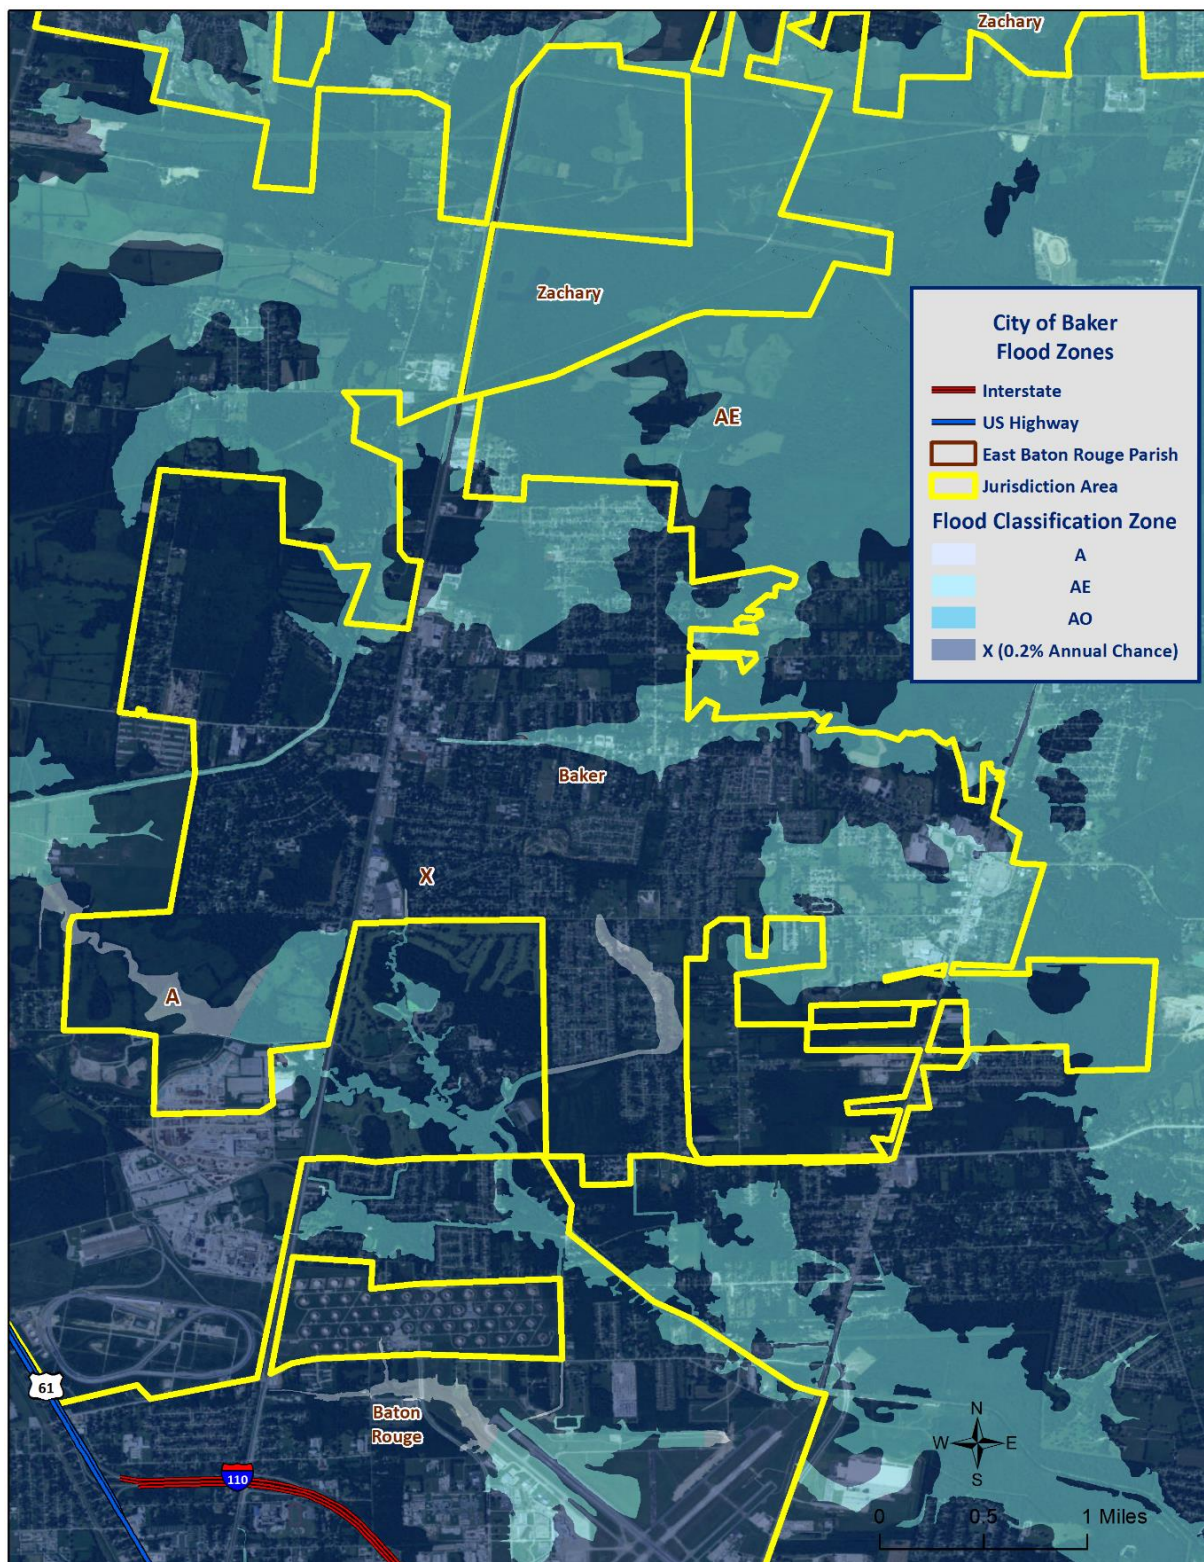 Zachary
Zachary
City of Baker
Flood Zones
Interstate
US Highway
East Baton Rouge Parish
Jurisdiction Area
Flood Classification Zone
A
AE
AO
X (0.2% Annual Chance)
AE
Baker
X
A
61
Baton
Rouge
110
N
W E
S
0 0.5 1 Miles